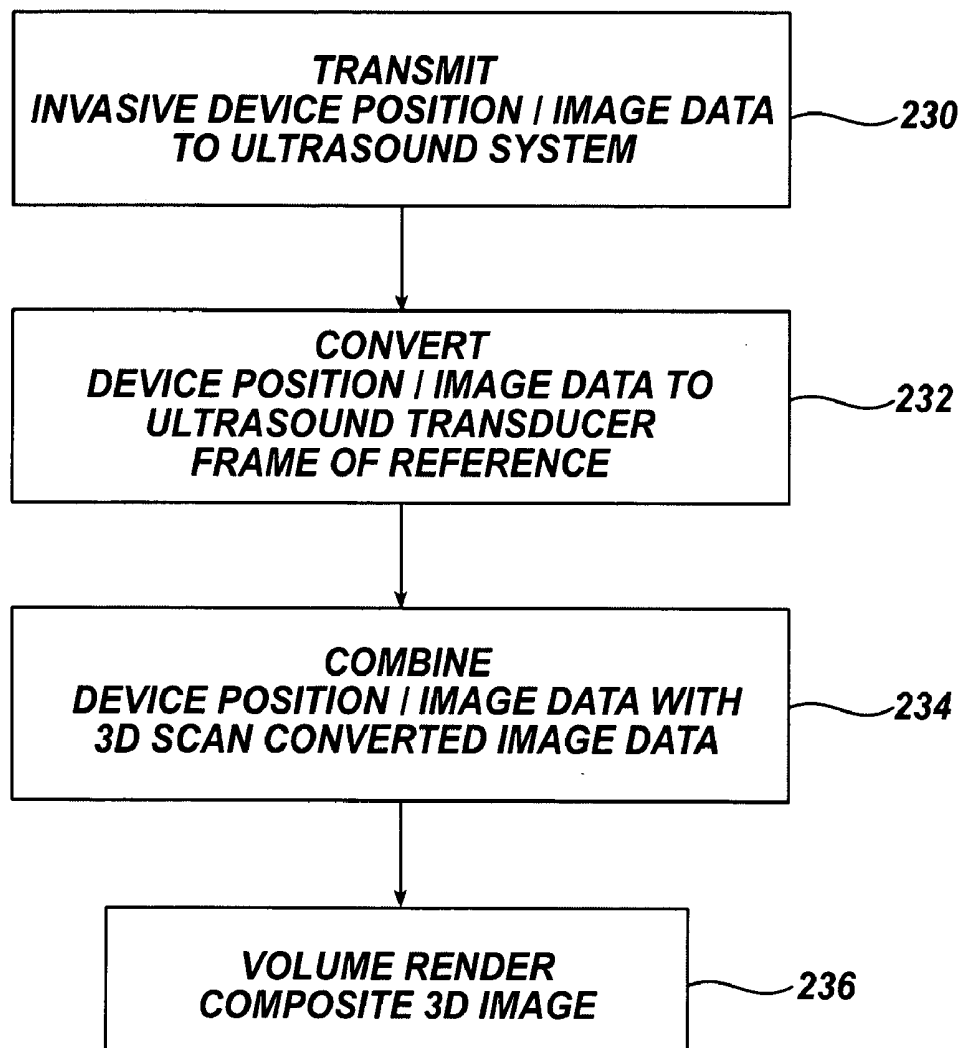 TRANSMIT
INVASIVE DEVICE POSITION / IMAGE DATA
TO ULTRASOUND SYSTEM
230
CONVERT
DEVICE POSITION / IMAGE DATA TO
ULTRASOUND TRANSDUCER
FRAME OF REFERENCE
232
COMBINE
DEVICE POSITION / IMAGE DATA WITH
3D SCAN CONVERTED IMAGE DATA
234
VOLUME RENDER
COMPOSITE 3D IMAGE
236